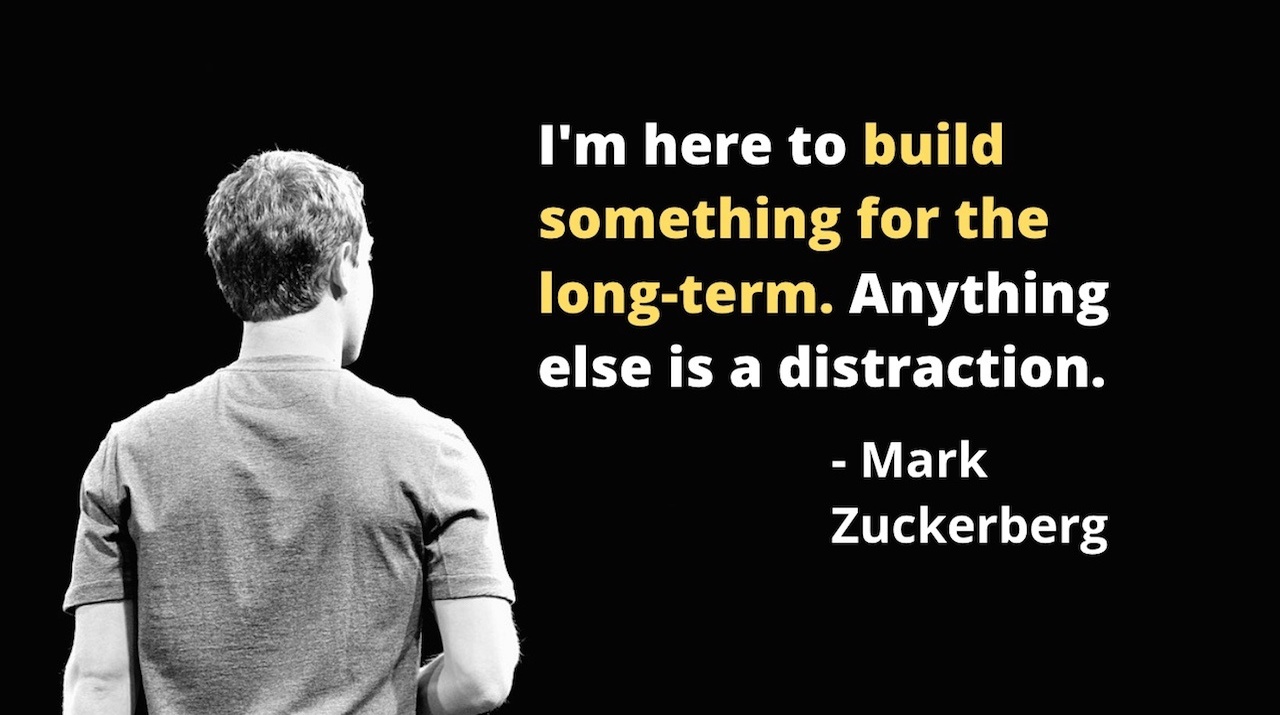 I'm here to build
something for the
long-term. Anything
else is a distraction.
- Mark
Zuckerberg